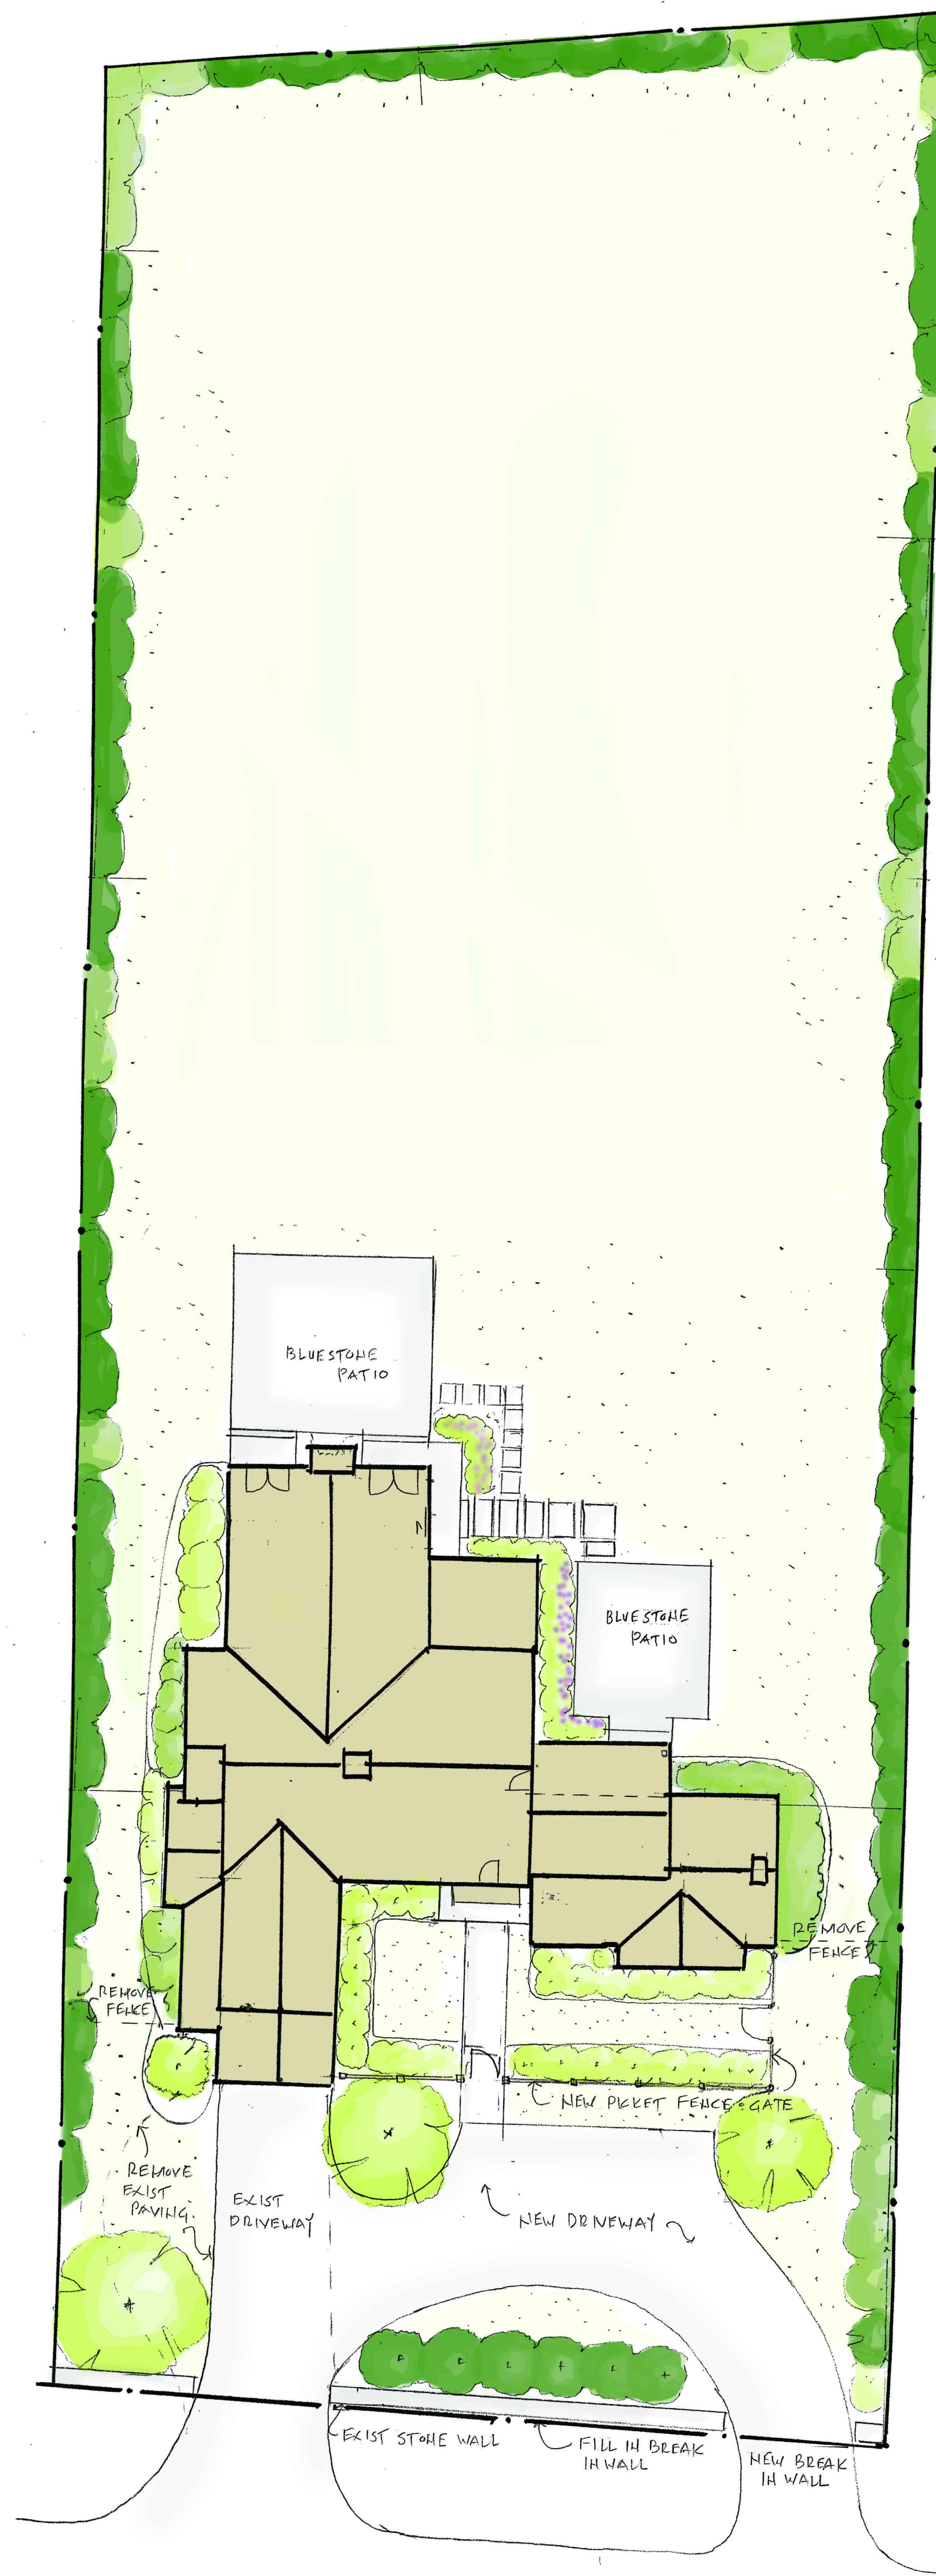 BLUESTONE
PATIO
BLUESTONE
PATIO
REMOVE
FENCE
REMOVE
FENCE
NEW PICKET FENCE & GATE
REMOVE
EXIST
PAVING
EXIST
DRIVEWAY
NEW DRIVEWAY
EXIST STONE WALL
FILL IN BREAK
IN WALL
NEW BREAK
IN WALL